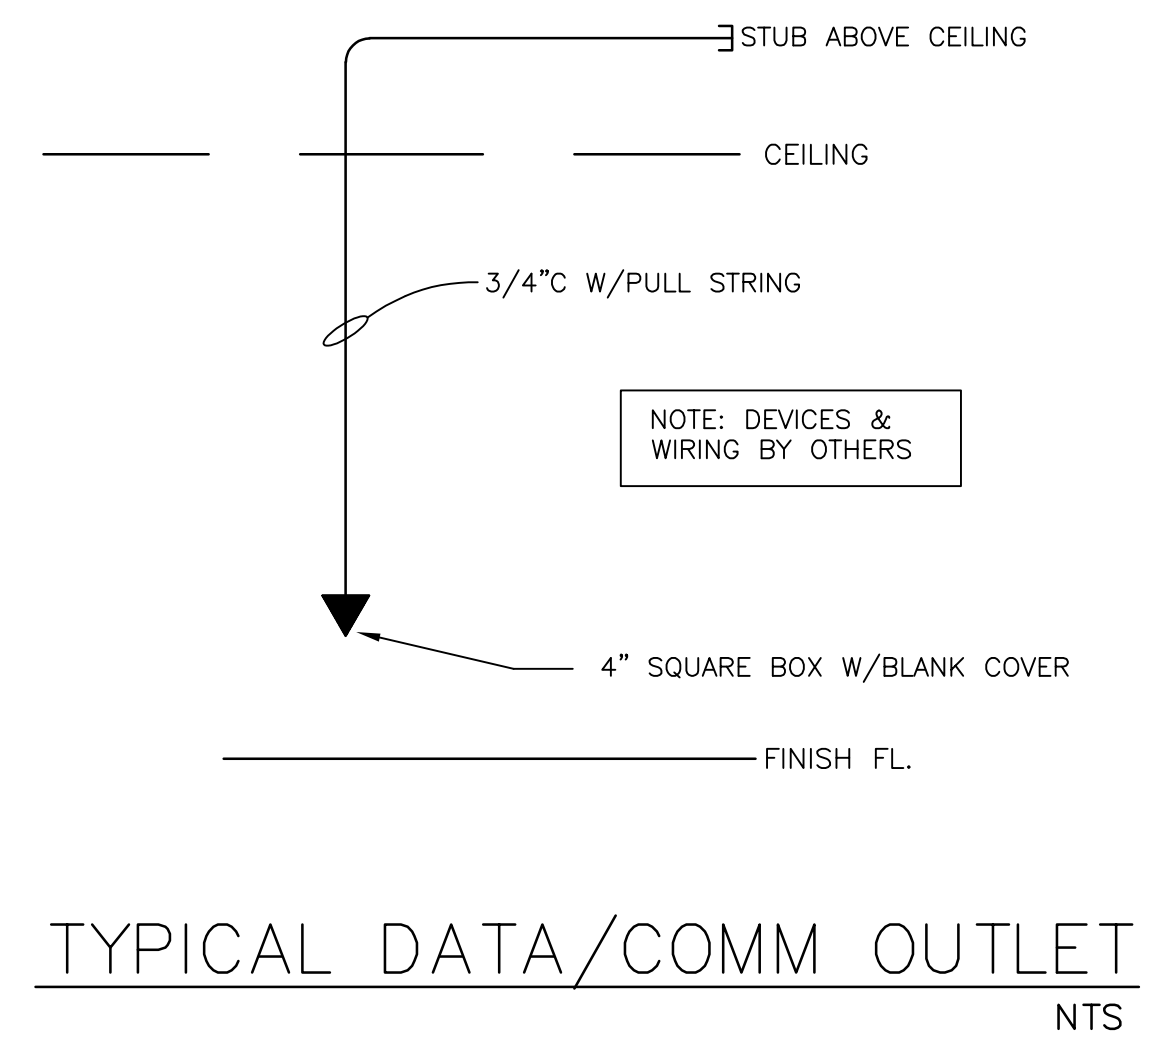 STUB ABOVE CEILING
CEILING
3/4”C W/PULL STRING
NOTE: DEVICES &
WIRING BY OTHERS
4” SQUARE BOX W/BLANK COVER
FINISH FL.
TYPICAL DATA/COMM OUTLET
NTS